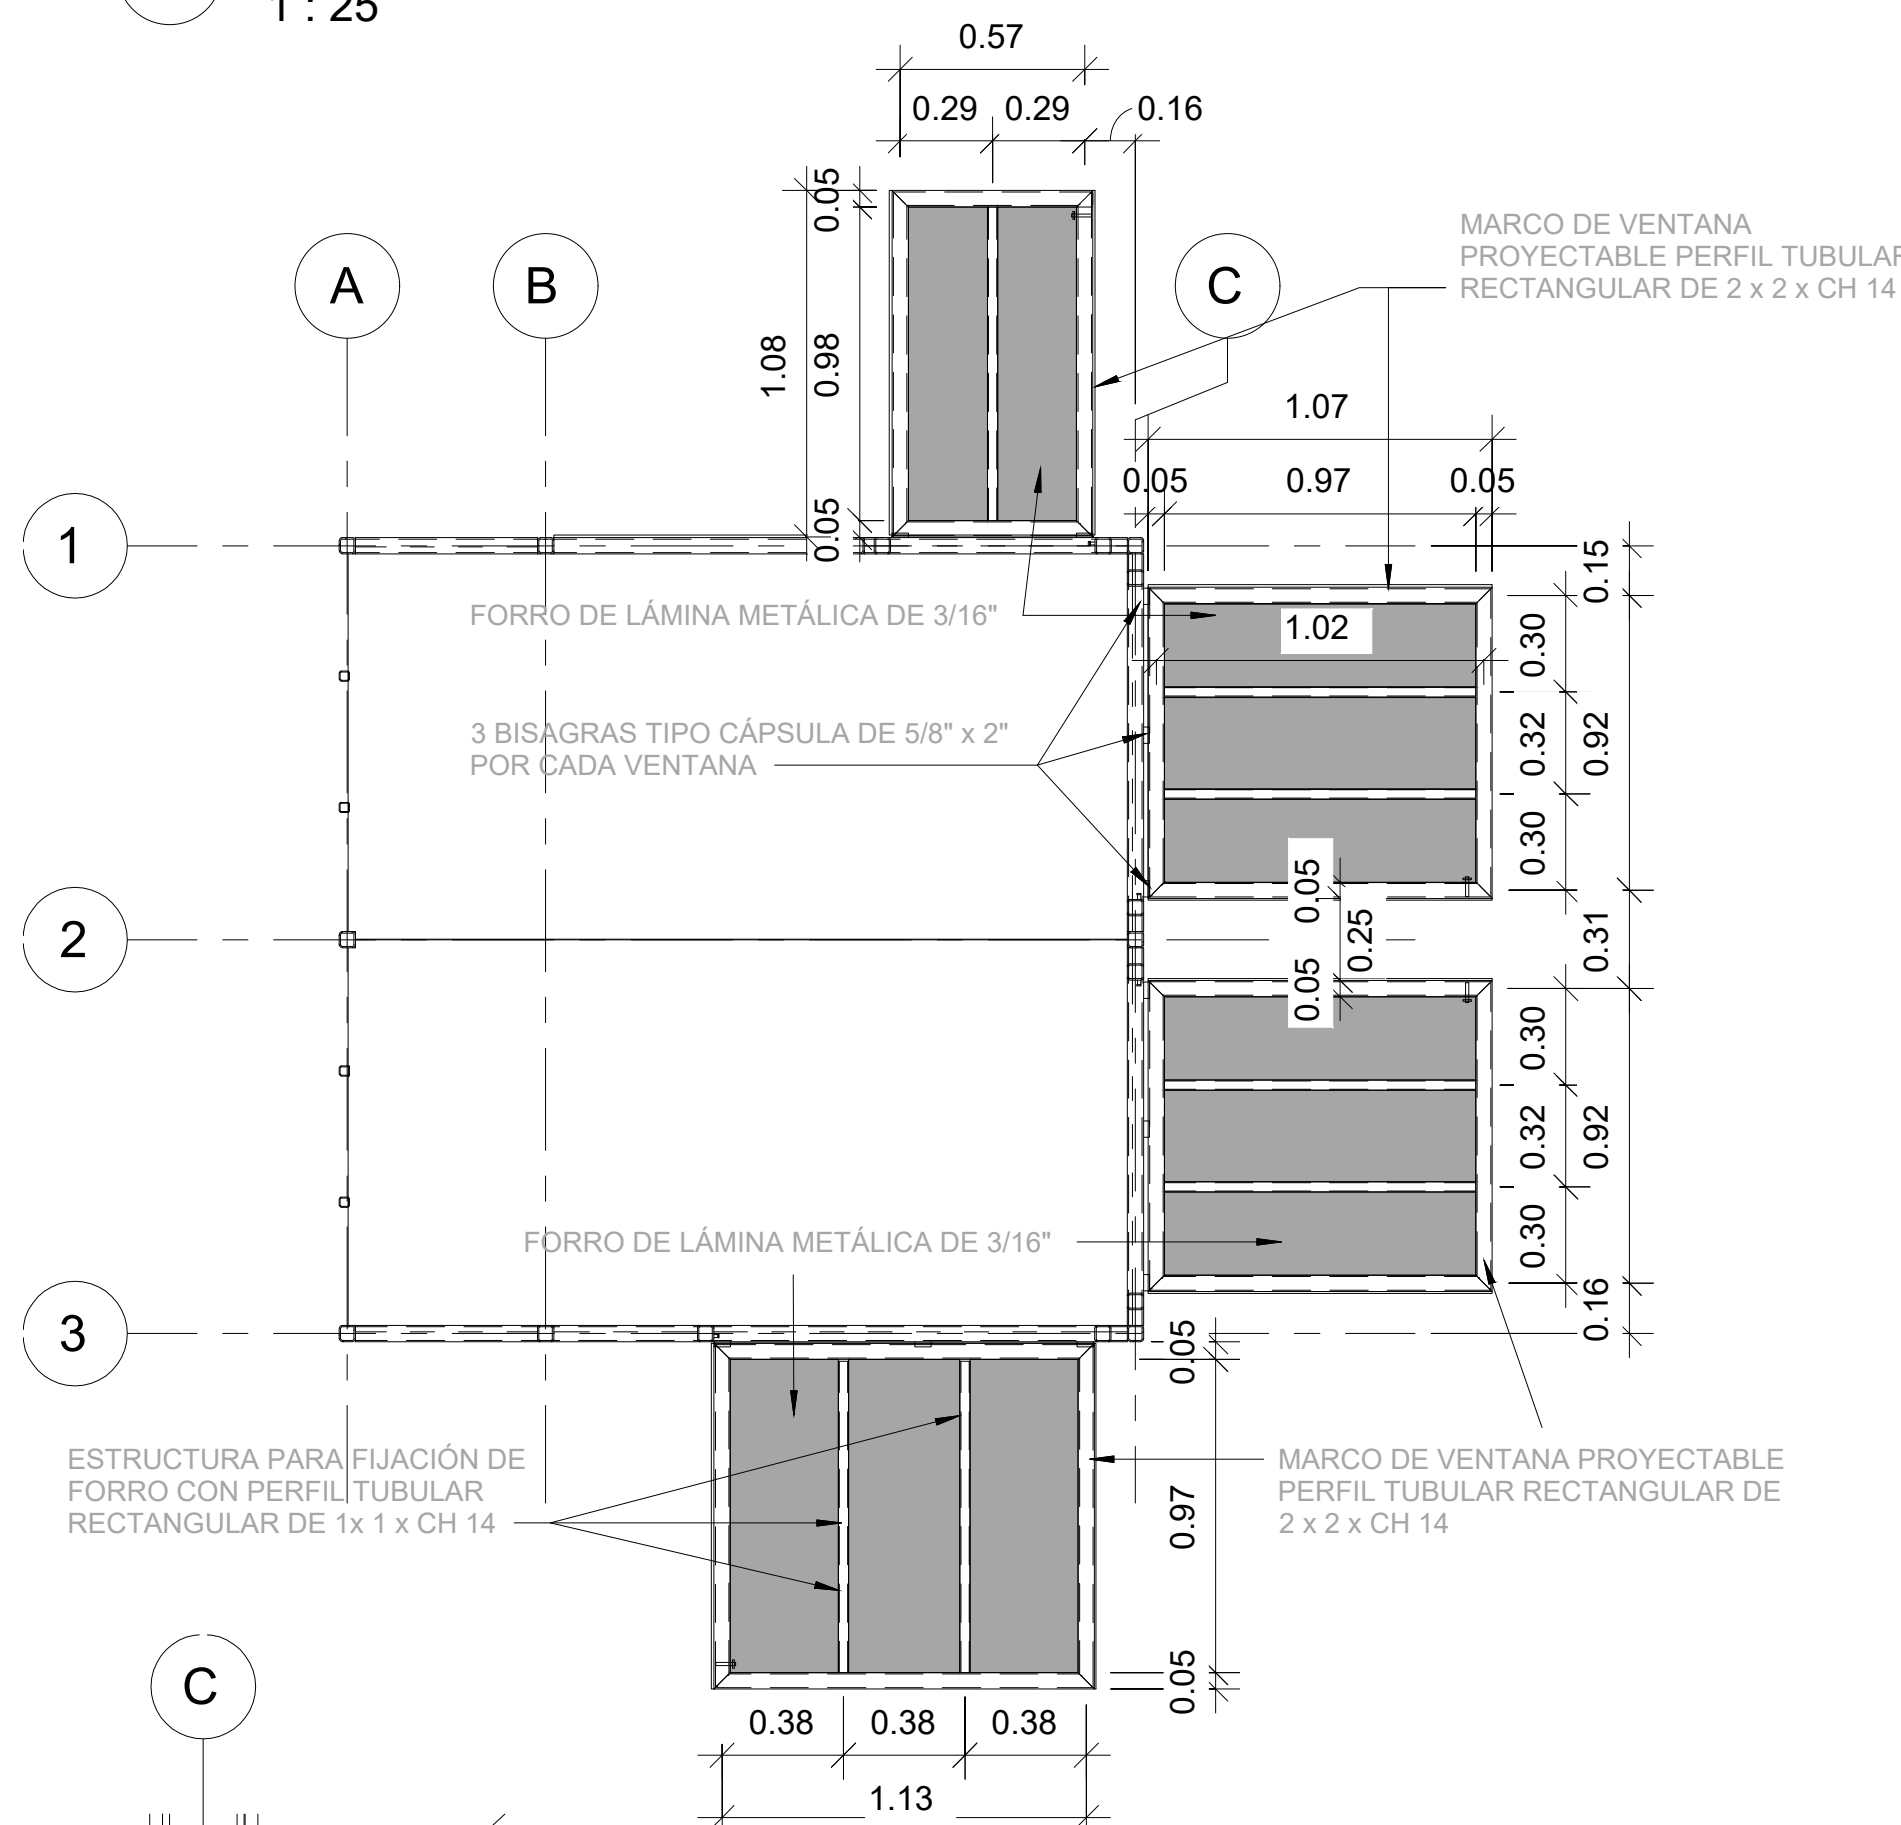 1 : 25
0.57
0.29
0.29
0.16
0.05
MARCO DE VENTANA
PROYECTABLE PERFIL TUBULAR
RECTANGULAR DE 2 x 2 x CH 14
A
B
C
1.08
0.98
1.07
0.05
0.97
0.05
0.05
1
0.15
FORRO DE LÁMINA METÁLICA DE 3/16"
1.02
0.30
3 BISAGRAS TIPO CÁPSULA DE 5/8" x 2"
POR CADA VENTANA
0.32
0.92
0.30
0.05
2
0.25
0.31
0.05
0.30
0.32
0.92
FORRO DE LÁMINA METÁLICA DE 3/16"
0.30
0.16
3
0.05
ESTRUCTURA PARA FIJACIÓN DE
FORRO CON PERFIL TUBULAR
RECTANGULAR DE 1x 1 x CH 14
MARCO DE VENTANA PROYECTABLE
PERFIL TUBULAR RECTANGULAR DE
2 x 2 x CH 14
0.97
0.05
C
0.38
0.38
0.38
1.13